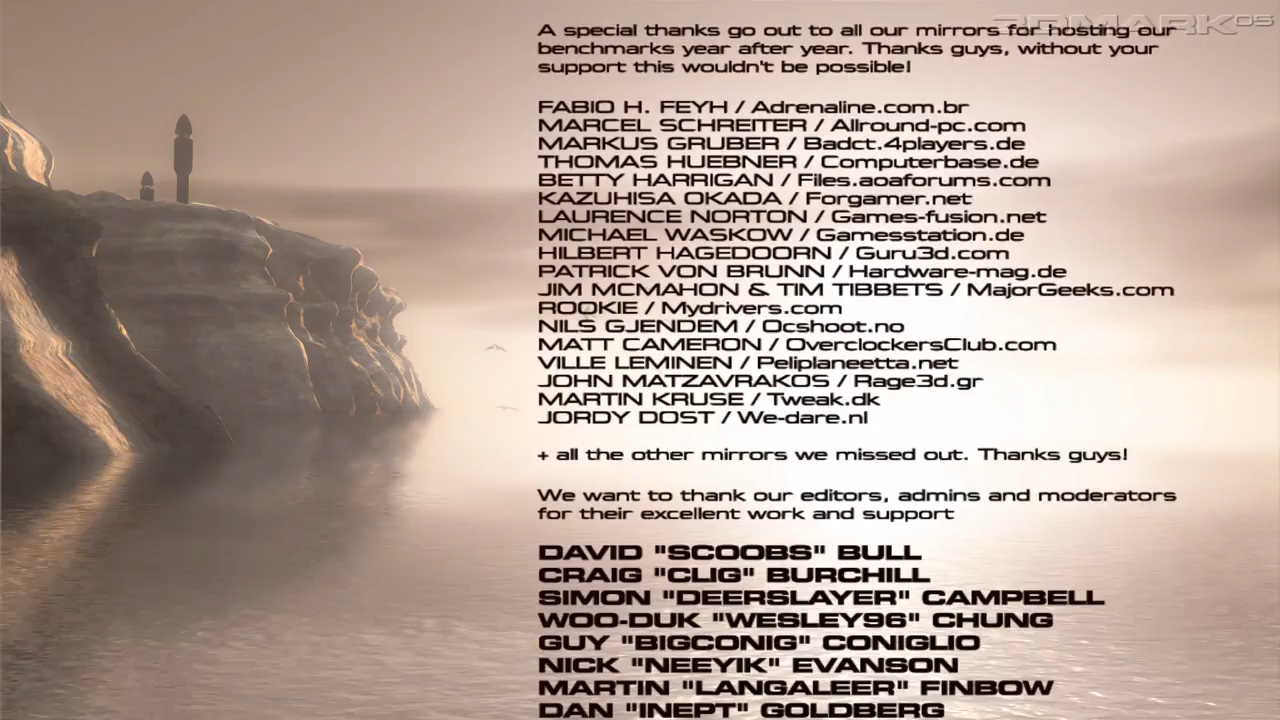 3DMARK05
A special thanks go out to all our mirrors for hosting our
benchmarks year after year. Thanks guys, without your
support this wouldn't be possible!
FABIO H. FEYH / Adrenaline.com.br
MARCEL SCHREITER / Allround-pc.com
MARKUS GRUBER / Badct.4players.de
THOMAS HUEBNER / Computerbase.de
BETTY HARRIGAN / Files.aoaforums.com
KAZUHISA OKADA / Forgamer.net
LAURENCE NORTON / Games-fusion.net
MICHAEL WASKOW / Gamesstation.de
HILBERT HAGEDOORN / Guru3d.com
PATRICK VON BRUNN / Hardware-mag.de
JIM MCMAHON & TIM TIBBETS / MajorGeeks.com
ROOKIE / Mydrivers.com
NILS GJENDEM / Ocshoot.no
MATT CAMERON / OverclockersClub.com
VILLE LEMINEN / Peliplaneetta.net
JOHN MATZAVRAKOS / Rage3d.gr
MARTIN KRUSE / Tweak.dk
JORDY DOST / We-dare.nl
+ all the other mirrors we missed out. Thanks guys!
We want to thank our editors, admins and moderators
for their excellent work and support
DAVID "SCOOBS" BULL
CRAIG "CLIG" BURCHILL
SIMON "DEERSLAYER" CAMPBELL
WOO-DUK "WESLEY96" CHUNG
GUY "BIGCONIG" CONIGLIO
NICK "NEEYIK" EVANSON
MARTIN "LANGALEER" FINBOW
DAN "INEPT" GOLDBERG